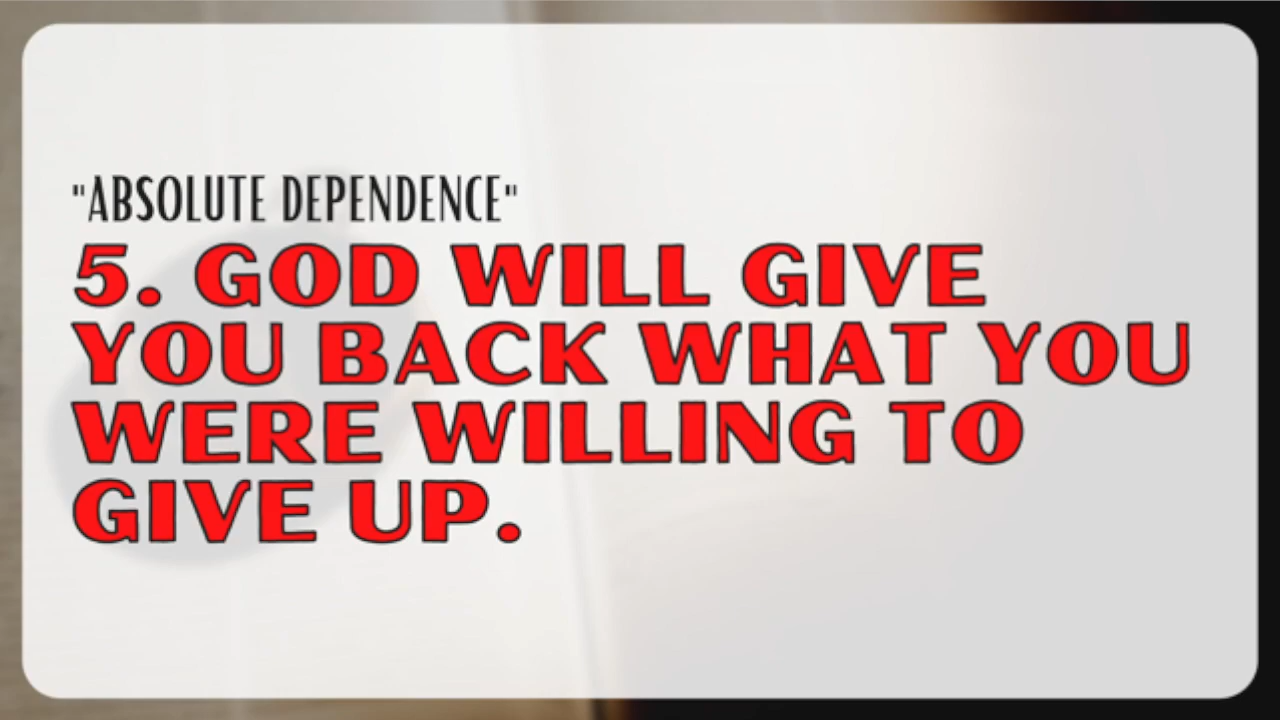 "ABSOLUTE DEPENDENCE"
5. GOD WILL GIVE
YOU BACK WHAT YOU
WERE WILLING TO
GIVE UP.